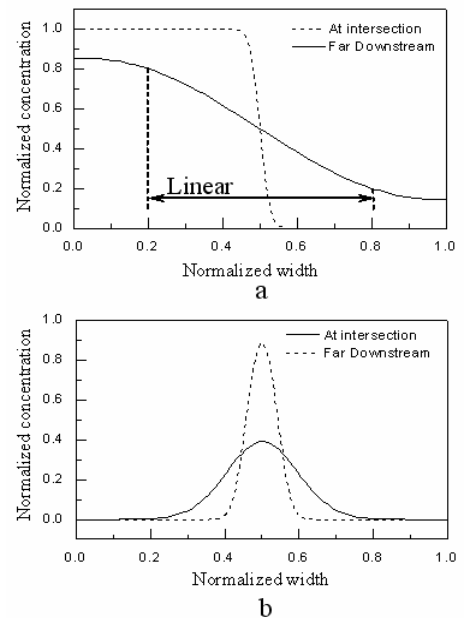 Normalized concentration
1.0
0.8
0.6
0.4
0.2
0.0
At intersection
Far Downstream
Linear
0.0 0.2 0.4 0.6 0.8 1.0
Normalized width
a
Normalized concentration
1.0
0.8
0.6
0.4
0.2
0.0
At intersection
Far Downstream
0.0 0.2 0.4 0.6 0.8 1.0
Normalized width
b